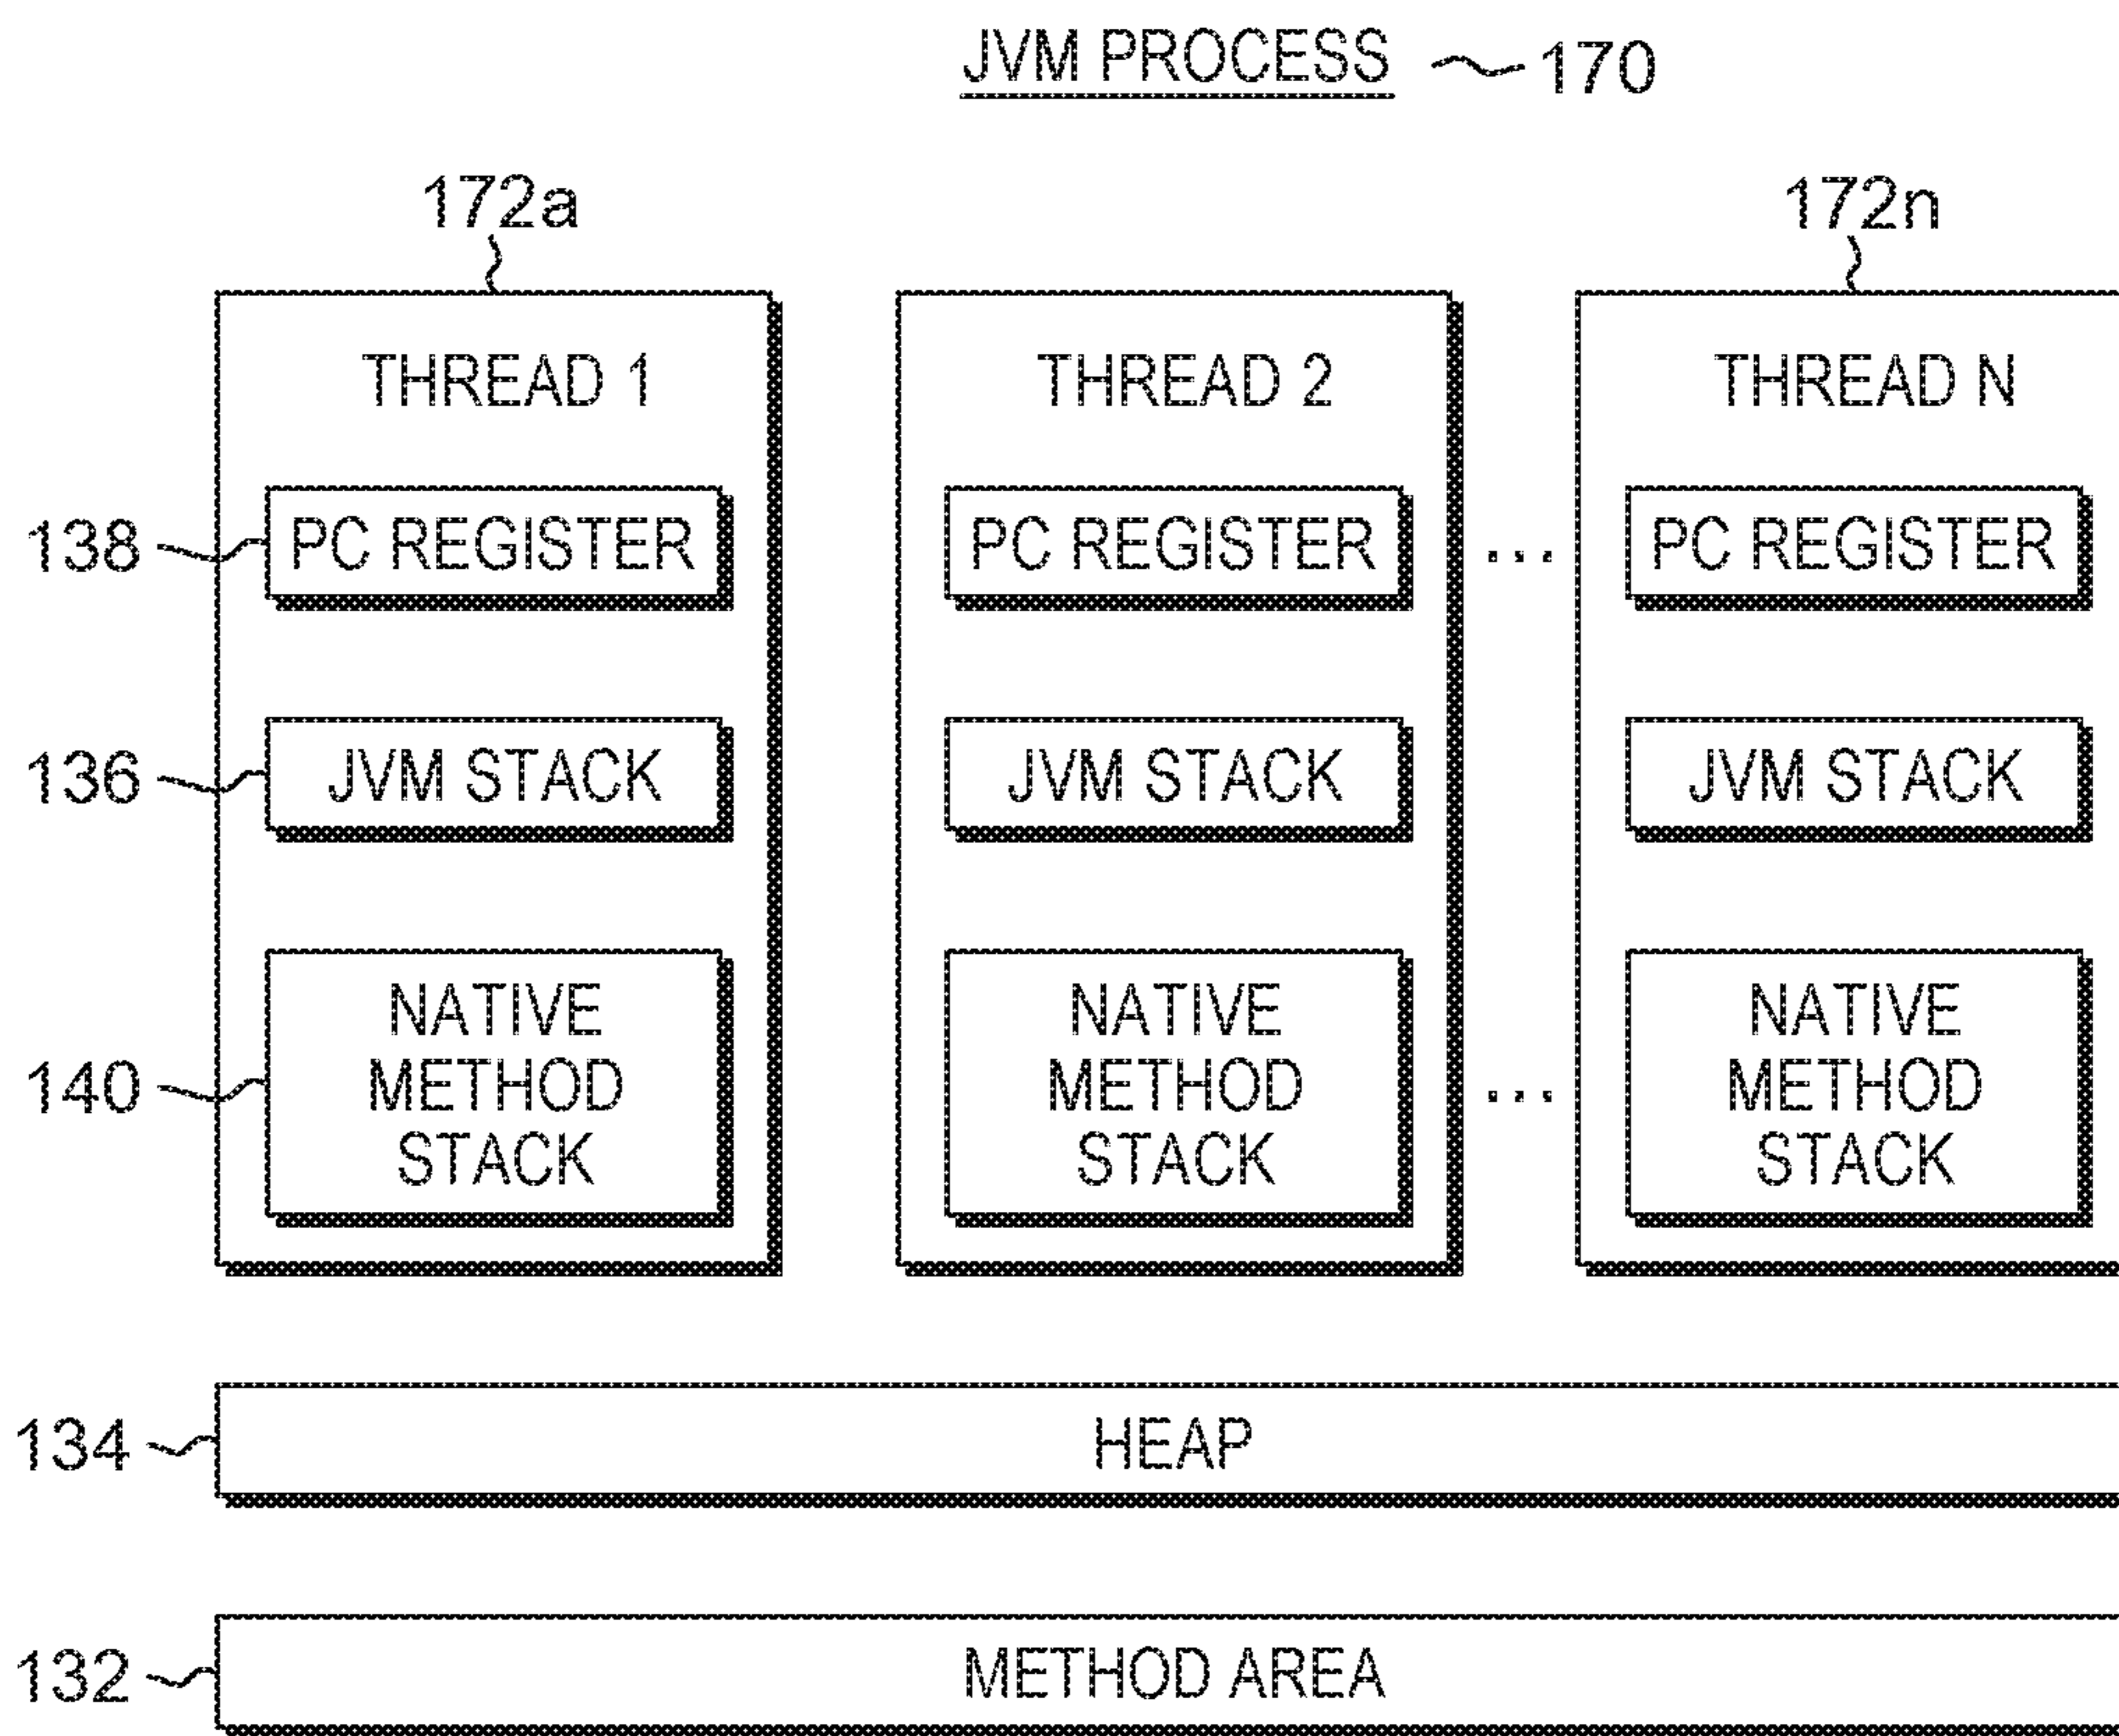 JVM PROCESS 170
172a 172n
THREAD 1 THREAD 2 THREAD N
138 PC REGISTER PC REGISTER ... PC REGISTER
136 JVM STACK JVM STACK JVM STACK
NATIVE NATIVE NATIVE
140 METHOD METHOD ... METHOD
STACK STACK STACK
134 HEAP
132 METHOD AREA